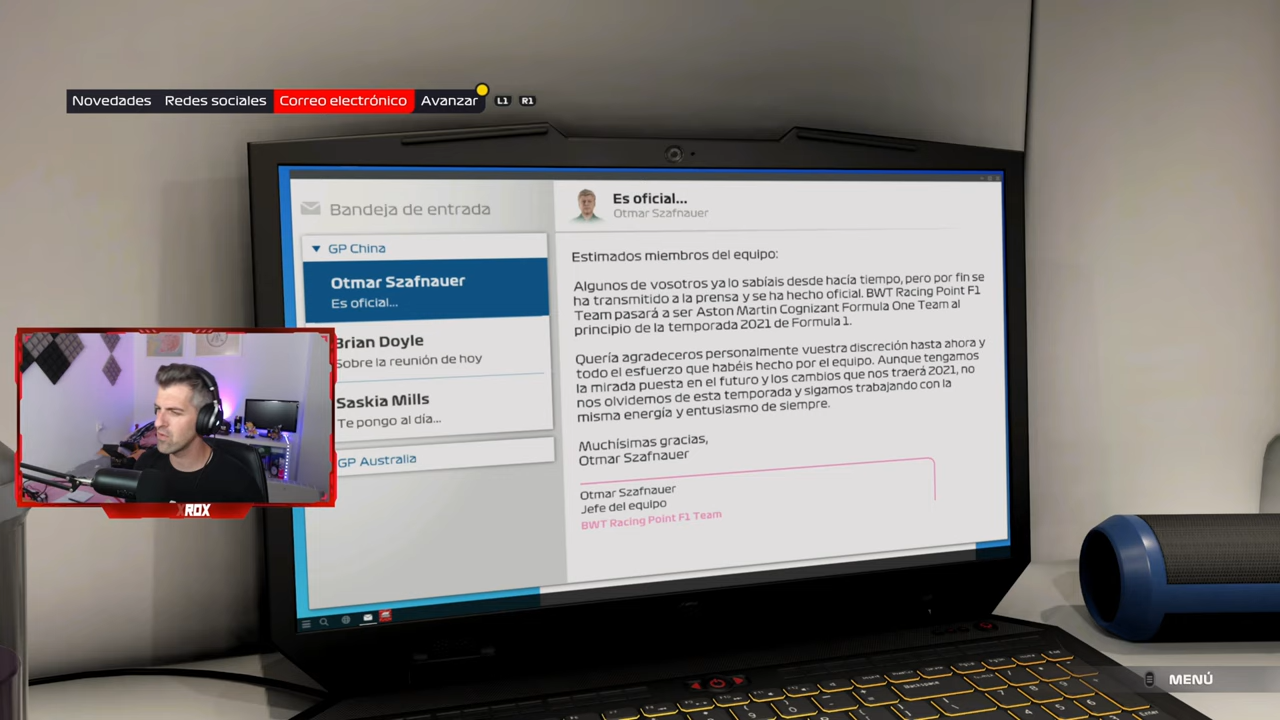 Novedades Redes sociales Correo electrónico Avanzar L1 R1
Bandeja de entrada
GP China
Otmar Szafnauer
Es oficial...
Brian Doyle
Sobre la reunión de hoy
Saskia Mills
Te pongo al día...
GP Australia
Es oficial...
Otmar Szafnauer
Estimados miembros del equipo:
Algunos de vosotros ya lo sabíais desde hacía tiempo, pero por fin se
ha transmitido a la prensa y se ha hecho oficial. BWT Racing Point F1
Team pasará a ser Aston Martin Cognizant Formula One Team al
principio de la temporada 2021 de Formula 1.
Quería agradeceros personalmente vuestra discreción hasta ahora y
todo el esfuerzo que habéis hecho por el equipo. Aunque tengamos
la mirada puesta en el futuro y los cambios que nos traerá 2021, no
nos olvidemos de esta temporada y sigamos trabajando con la
misma energía y entusiasmo de siempre.
Muchísimas gracias,
Otmar Szafnauer
Otmar Szafnauer
Jefe del equipo
BWT Racing Point F1 Team
XROX
Backspace
MENÚ